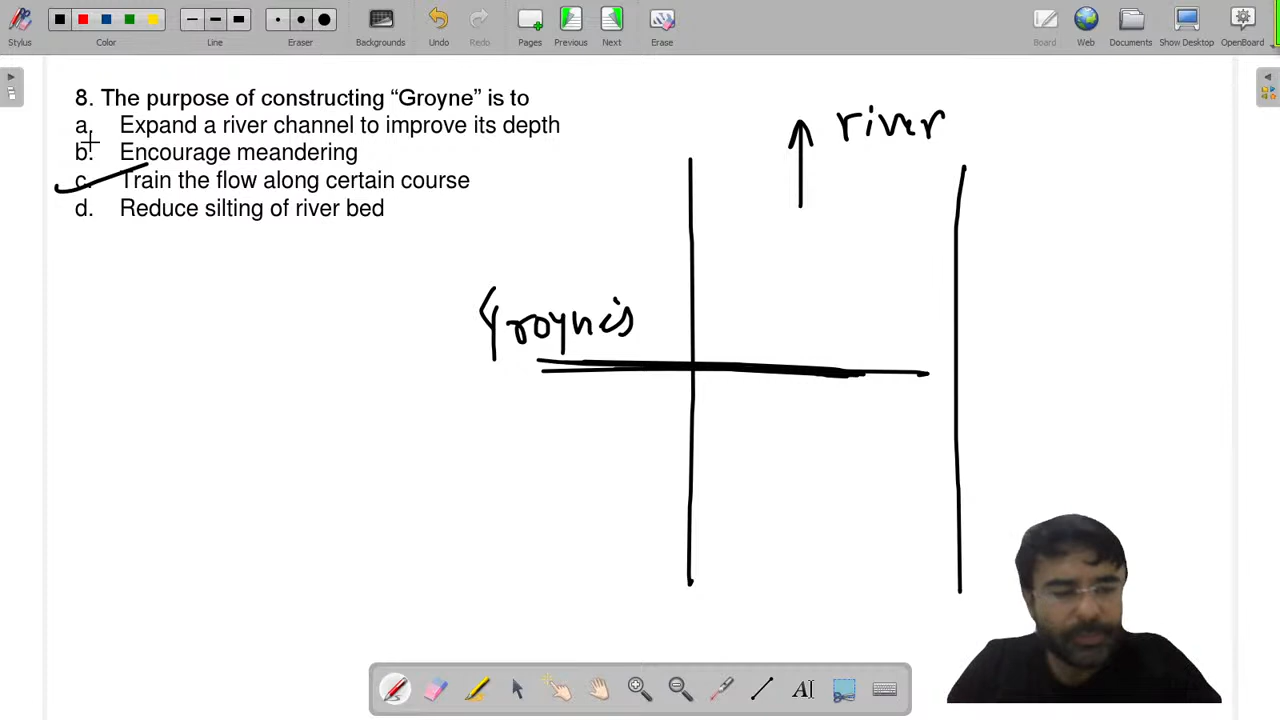 Stylus
Color
Line
Eraser
Backgrounds
Undo
Redo
Pages
Previous
Next
Erase
Board
Web
Documents
Show Desktop
OpenBoard
8. The purpose of constructing “Groyne” is to
a. Expand a river channel to improve its depth
b. Encourage meandering
c. Train the flow along certain course
d. Reduce silting of river bed
river
Groynes